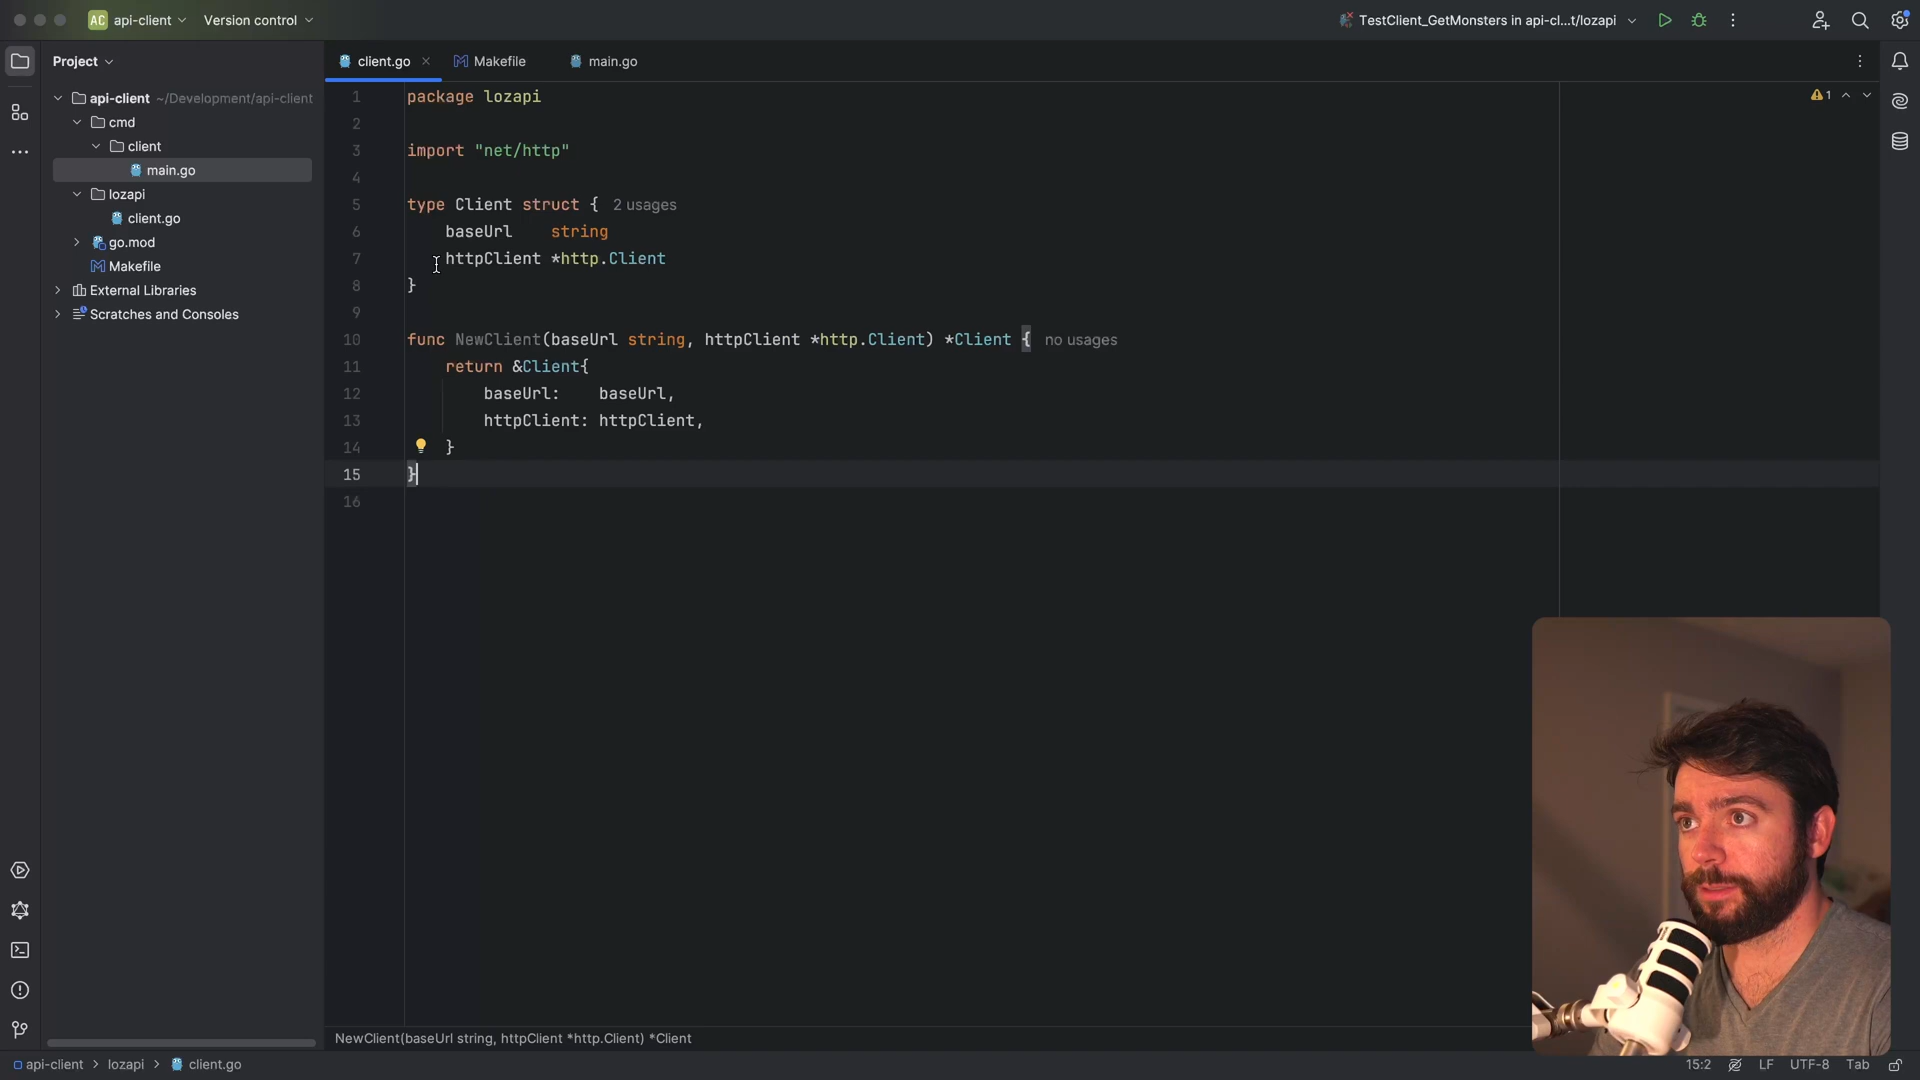 AC api-client Version control
TestClient_GetMonsters in api-cl...t/lozapi
Project
client.go
Makefile
main.go
api-client ~/Development/api-client
cmd
client
main.go
lozapi
client.go
go.mod
Makefile
External Libraries
Scratches and Consoles
1 package lozapi
2
3 import "net/http"
4
5 type Client struct { 2 usages
6 baseUrl string
7 httpClient *http.Client
8 }
9
10 func NewClient(baseUrl string, httpClient *http.Client) *Client { no usages
11 return &Client{
12 baseUrl: baseUrl,
13 httpClient: httpClient,
14 }
15 }
16
1
NewClient(baseUrl string, httpClient *http.Client) *Client
api-client > lozapi > client.go
15:2 LF UTF-8 Tab